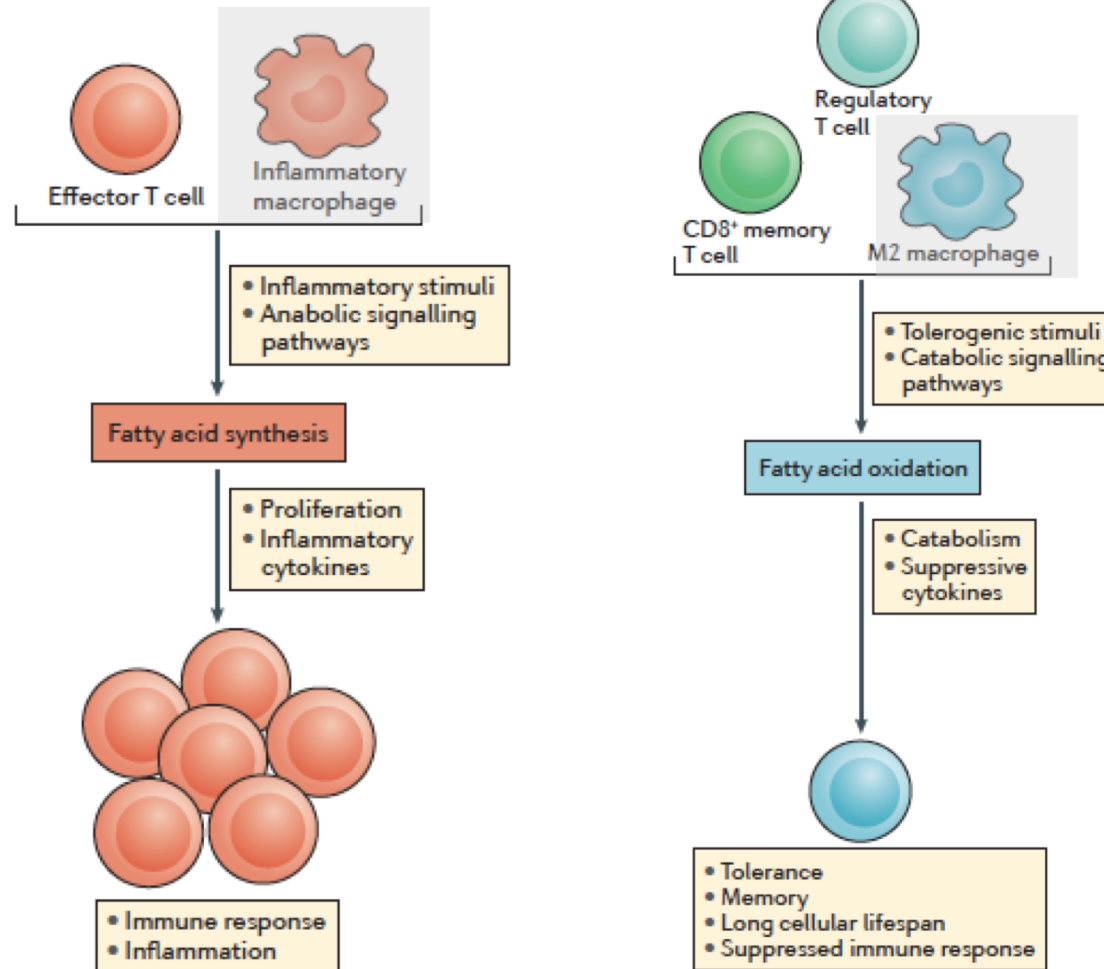 Effector T cell
Inflammatory
macrophage
• Inflammatory stimuli
• Anabolic signalling
pathways
Fatty acid synthesis
• Proliferation
• Inflammatory
cytokines
• Immune response
• Inflammation
Regulatory
T cell
CD8⁺ memory
T cell
M2 macrophage
• Tolerogenic stimuli
• Catabolic signalling
pathways
Fatty acid oxidation
• Catabolism
• Suppressive
cytokines
• Tolerance
• Memory
• Long cellular lifespan
• Suppressed immune response